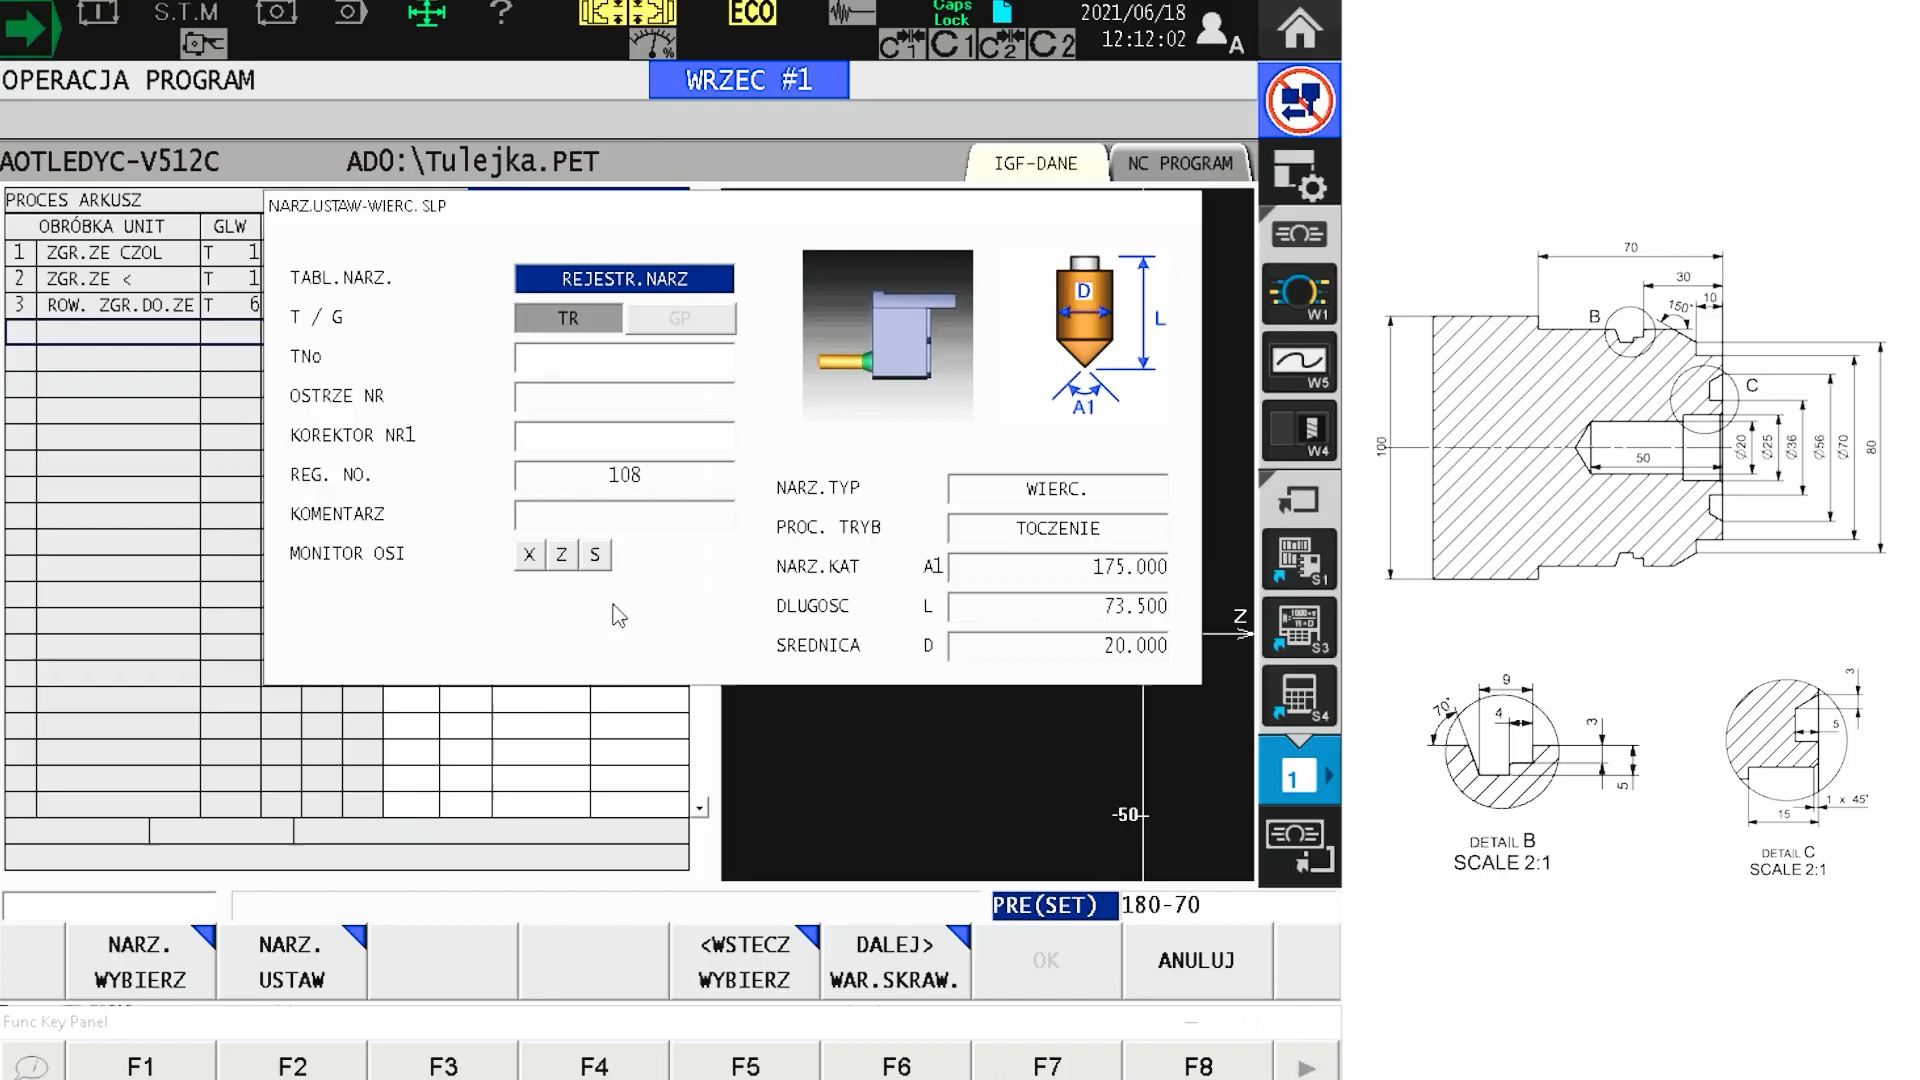 S.T.M
?
ECO
%
Caps
Lock
C1 C1 C2 C2
2021/06/18
12:12:02
A
OPERACJA PROGRAM
WRZEC #1
AOTLEDYC-V512C
ADO:\Tulejka.PET
IGF-DANE
NC PROGRAM
PROCES ARKUSZ
OBRÓBKA UNIT GLW
1 ZGR.ZE CZOL T 1
2 ZGR.ZE < T 1
3 ROW. ZGR.DO.ZE T 6
NARZ.USTAW-WIERC. SLP
TABL.NARZ. REJESTR.NARZ
T / G TR GP
TNo
OSTRZE NR
KOREKTOR NR1
REG. NO. 108
KOMENTARZ
MONITOR OSI X Z S
D
L
A1
NARZ.TYP WIERC.
PROC. TRYB TOCZENIE
NARZ.KAT A1 175.000
DLUGOSC L 73.500
SREDNICA D 20.000
Z
-50
W1
W5
W4
S1
S3
S4
1
PRE(SET) 180-70
NARZ.
WYBIERZ
NARZ.
USTAW
<WSTECZ
WYBIERZ
DALEJ>
WAR.SKRAW.
OK
ANULUJ
Func Key Panel
F1 F2 F3 F4 F5 F6 F7 F8
70
30
10
150°
B
C
100
50
Ø20
Ø25
Ø36
Ø56
Ø70
80
9
4
70°
3
5
DETAIL B
SCALE 2:1
3
5
1 x 45°
15
DETAIL C
SCALE 2:1